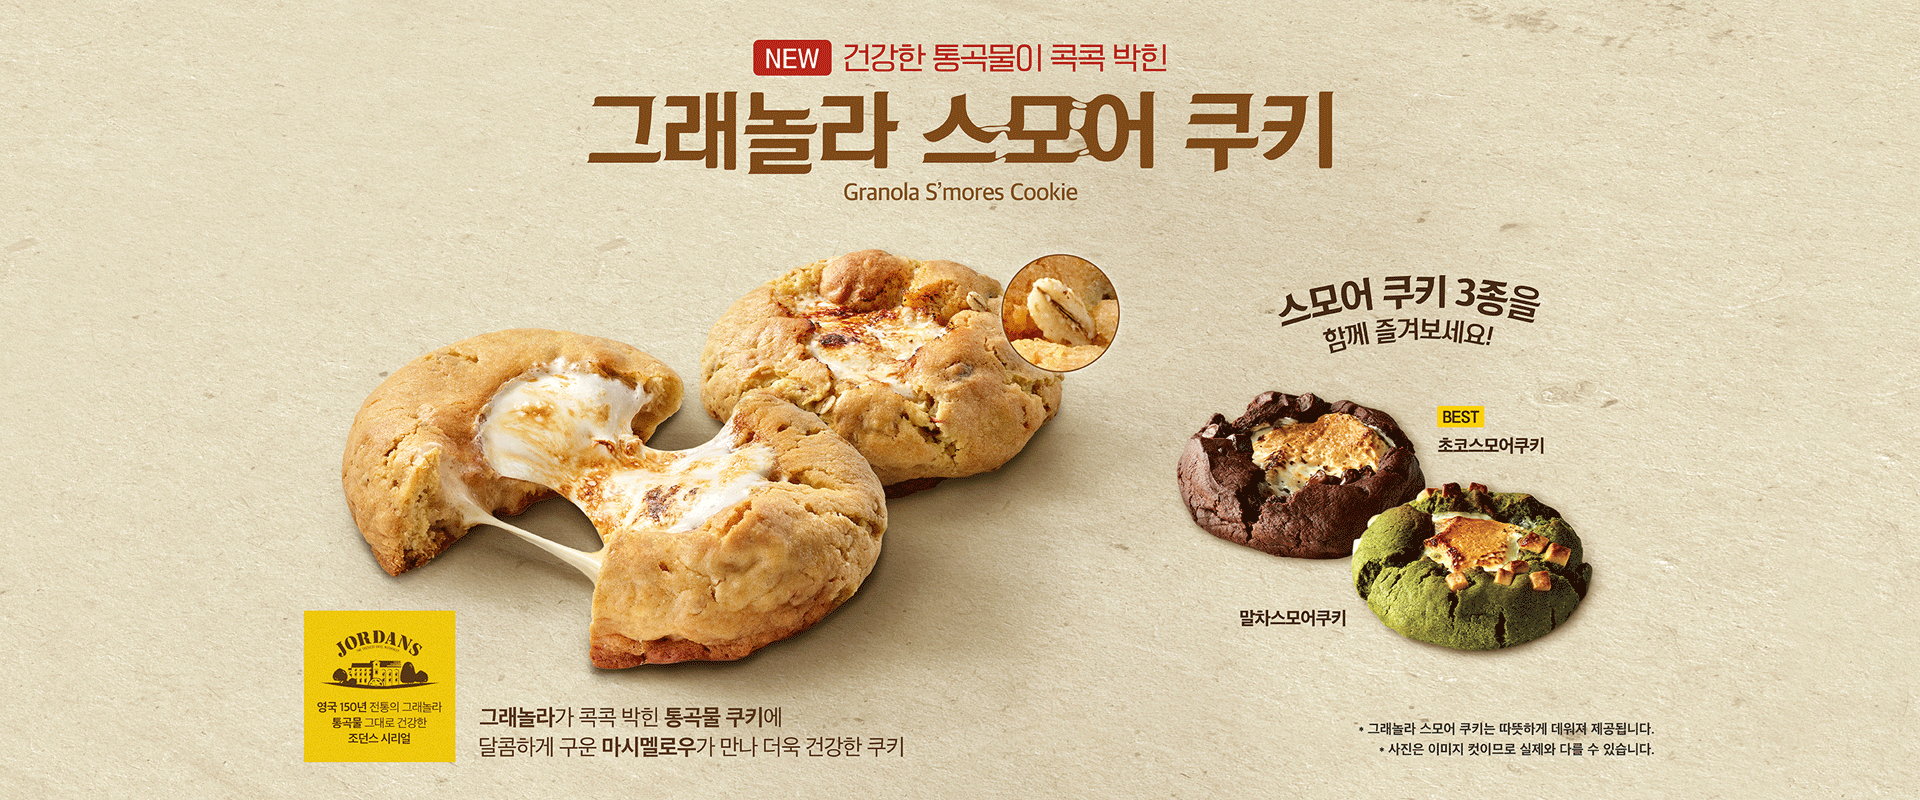 NEW 건강한 통곡물이 콕콕 박힌
그래놀라 스모어 쿠키
Granola S'mores Cookie
스모어 쿠키 3종을
함께 즐겨보세요!
BEST
초코스모어쿠키
말차스모어쿠키
JORDANS
영국 150년 전통의 그래놀라
통곡물 그대로 건강한
조던스 시리얼
그래놀라가 콕콕 박힌 통곡물 쿠키에
달콤하게 구운 마시멜로우가 만나 더욱 건강한 쿠키
* 그래놀라 스모어 쿠키는 따뜻하게 데워져 제공됩니다.
* 사진은 이미지 컷이므로 실제와 다를 수 있습니다.